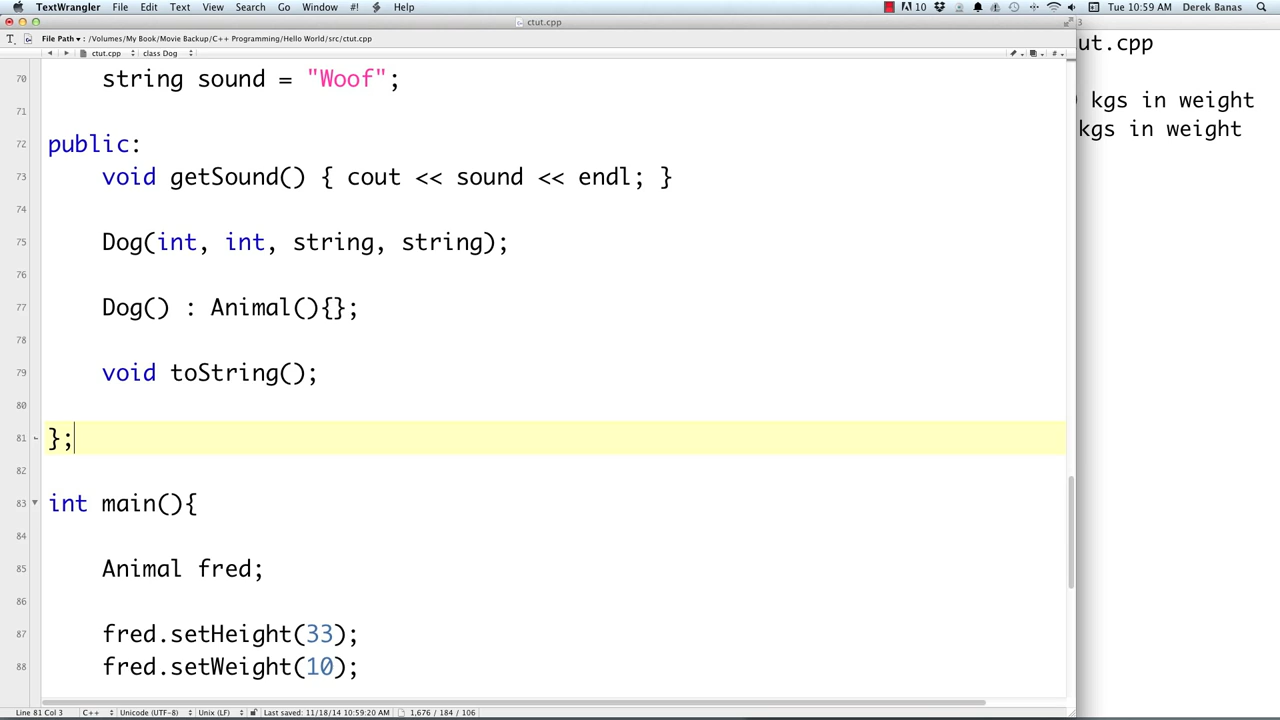 TextWrangler File Edit Text View Search Go Window #! Help 10 Tue 10:59 AM Derek Banas
ctut.cpp
File Path ▾ : /Volumes/My Book/Movie Backup/C++ Programming/Hello World/src/ctut.cpp
ctut.cpp class Dog
70 string sound = "Woof";
71
72 public:
73 void getSound() { cout << sound << endl; }
74
75 Dog(int, int, string, string);
76
77 Dog() : Animal(){};
78
79 void toString();
80
81 };
82
83 int main(){
84
85 Animal fred;
86
87 fred.setHeight(33);
88 fred.setWeight(10);
Line 81 Col 3 C++ Unicode (UTF-8) Unix (LF) Last saved: 11/18/14 10:59:20 AM 1,676 / 184 / 106
ut.cpp
kgs in weight
kgs in weight